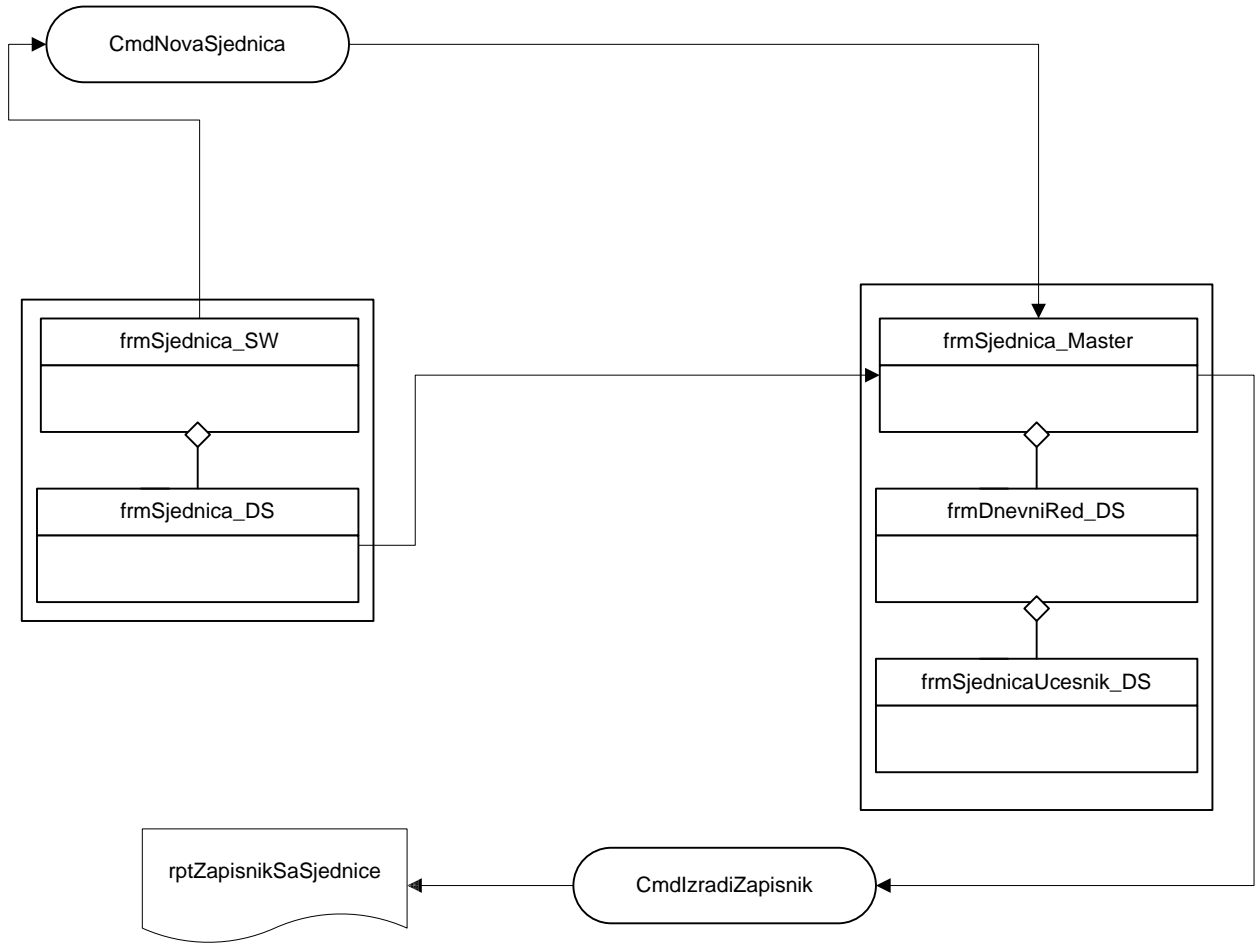 CmdNovaSjednica
frmSjednica_SW
frmSjednica_Master
frmSjednica_DS
frmDnevniRed_DS
frmSjednicaUcesnik_DS
rptZapisnikSaSjednice
CmdIzradiZapisnik